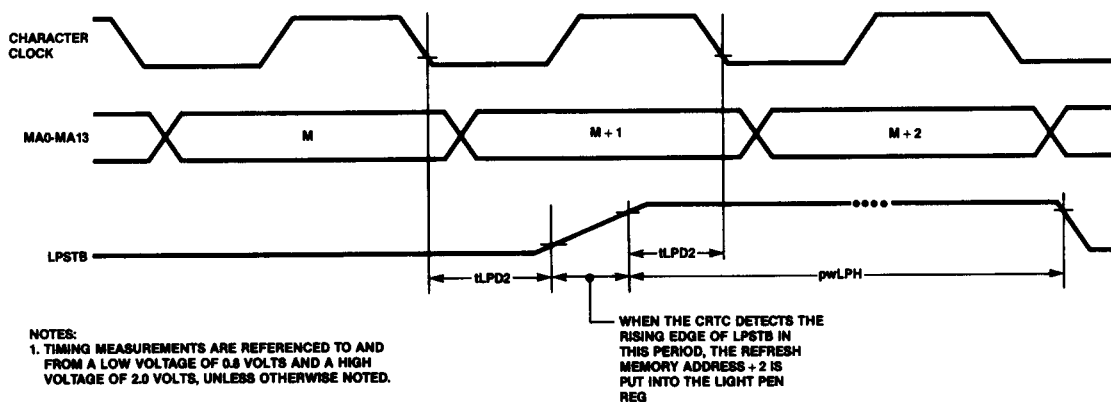 CHARACTER
CLOCK
MA0-MA13
M
M + 1
M + 2
LPSTB
tLPD2
tLPD2
pwLPH
WHEN THE CRTC DETECTS THE
RISING EDGE OF LPSTB IN
THIS PERIOD, THE REFRESH
MEMORY ADDRESS + 2 IS
PUT INTO THE LIGHT PEN
REG
NOTES:
1. TIMING MEASUREMENTS ARE REFERENCED TO AND
FROM A LOW VOLTAGE OF 0.8 VOLTS AND A HIGH
VOLTAGE OF 2.0 VOLTS, UNLESS OTHERWISE NOTED.